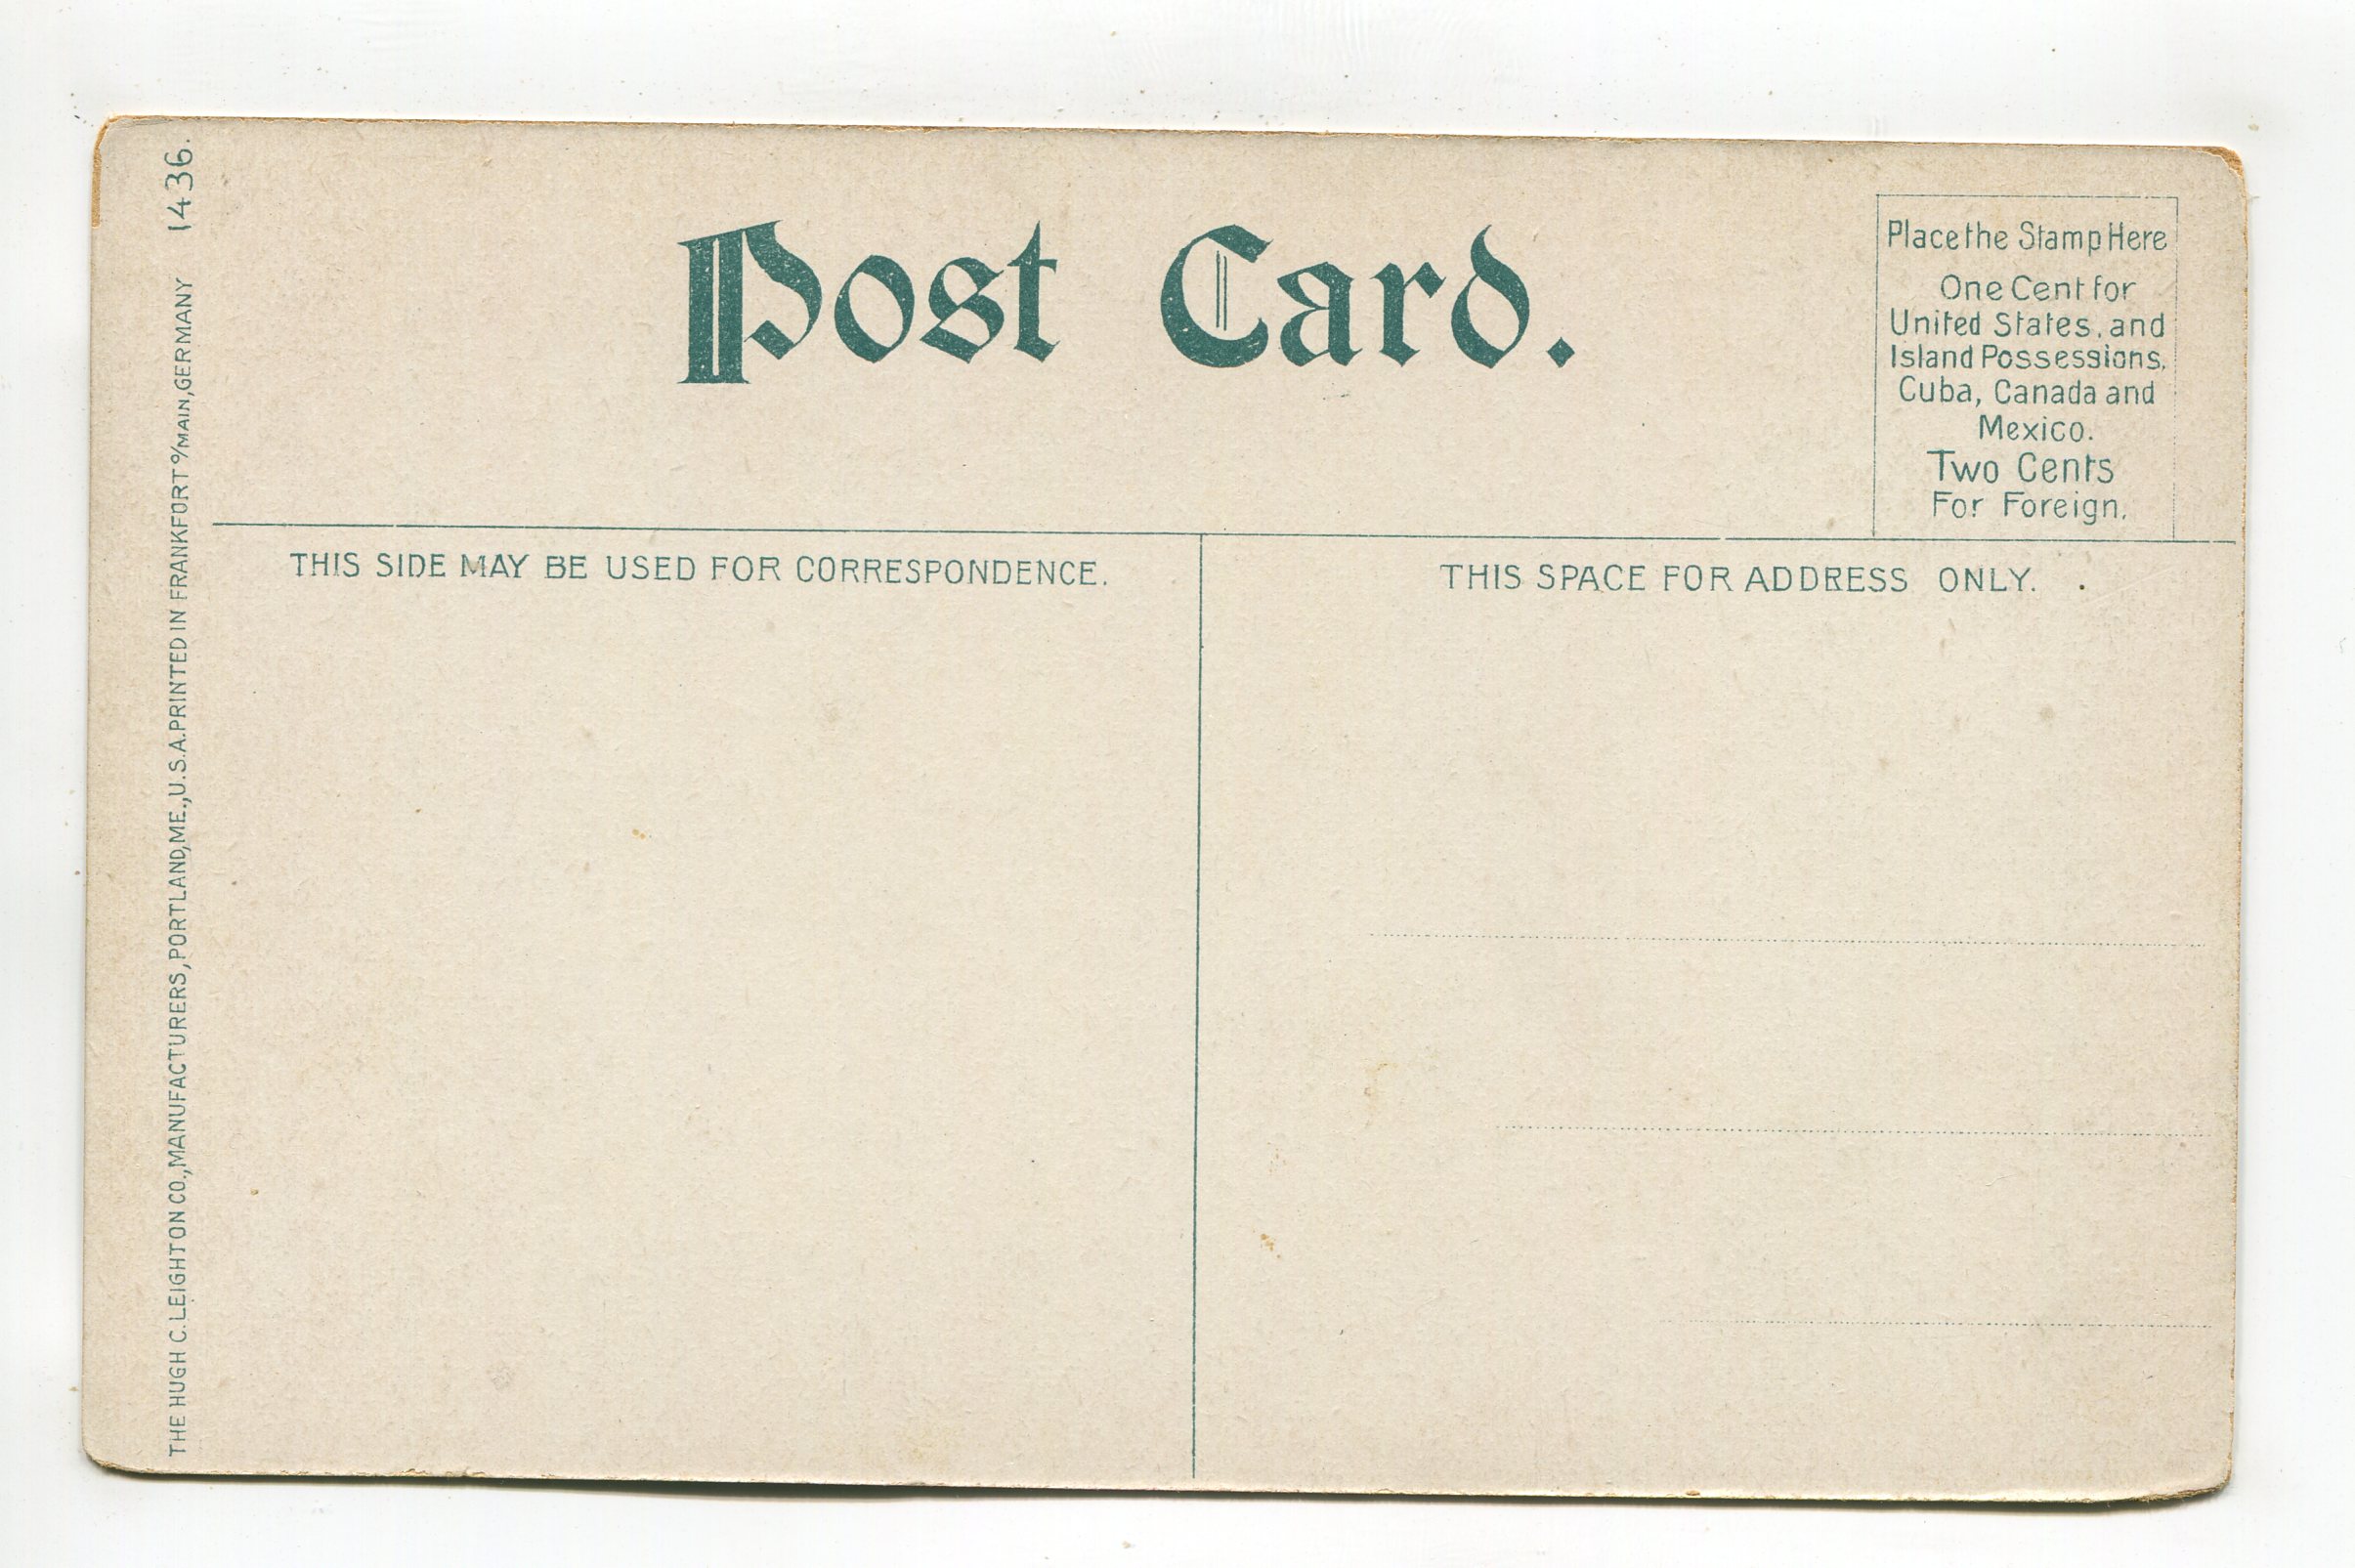 Post Card.
Place the Stamp Here
One Cent for
United States, and
Island Possessions,
Cuba, Canada and
Mexico.
Two Cents
For Foreign.
THIS SIDE MAY BE USED FOR CORRESPONDENCE.
THIS SPACE FOR ADDRESS ONLY.
THE HUGH C. LEIGHTON CO., MANUFACTURERS, PORTLAND, ME., U.S.A. PRINTED IN FRANKFORT o/MAIN, GERMANY 1436.